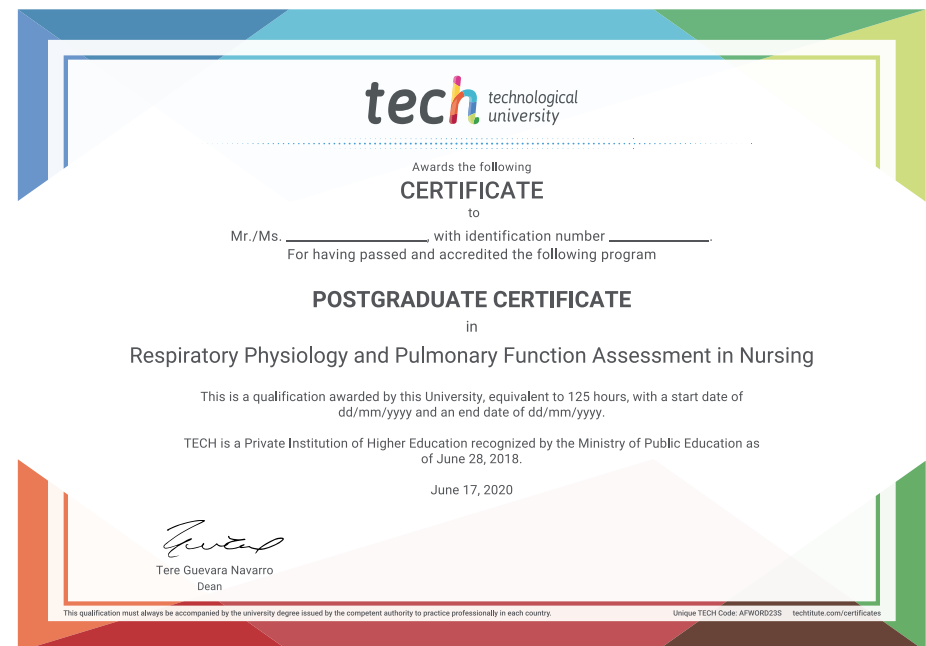 tech technological
university
Awards the following
CERTIFICATE
to
Mr./Ms. ____________________, with identification number ______________.
For having passed and accredited the following program
POSTGRADUATE CERTIFICATE
in
Respiratory Physiology and Pulmonary Function Assessment in Nursing
This is a qualification awarded by this University, equivalent to 125 hours, with a start date of
dd/mm/yyyy and an end date of dd/mm/yyyy.
TECH is a Private Institution of Higher Education recognized by the Ministry of Public Education as
of June 28, 2018.
June 17, 2020
Tere Guevara Navarro
Dean
This qualification must always be accompanied by the university degree issued by the competent authority to practice professionally in each country. Unique TECH Code: AFWORD23S techtitute.com/certificates